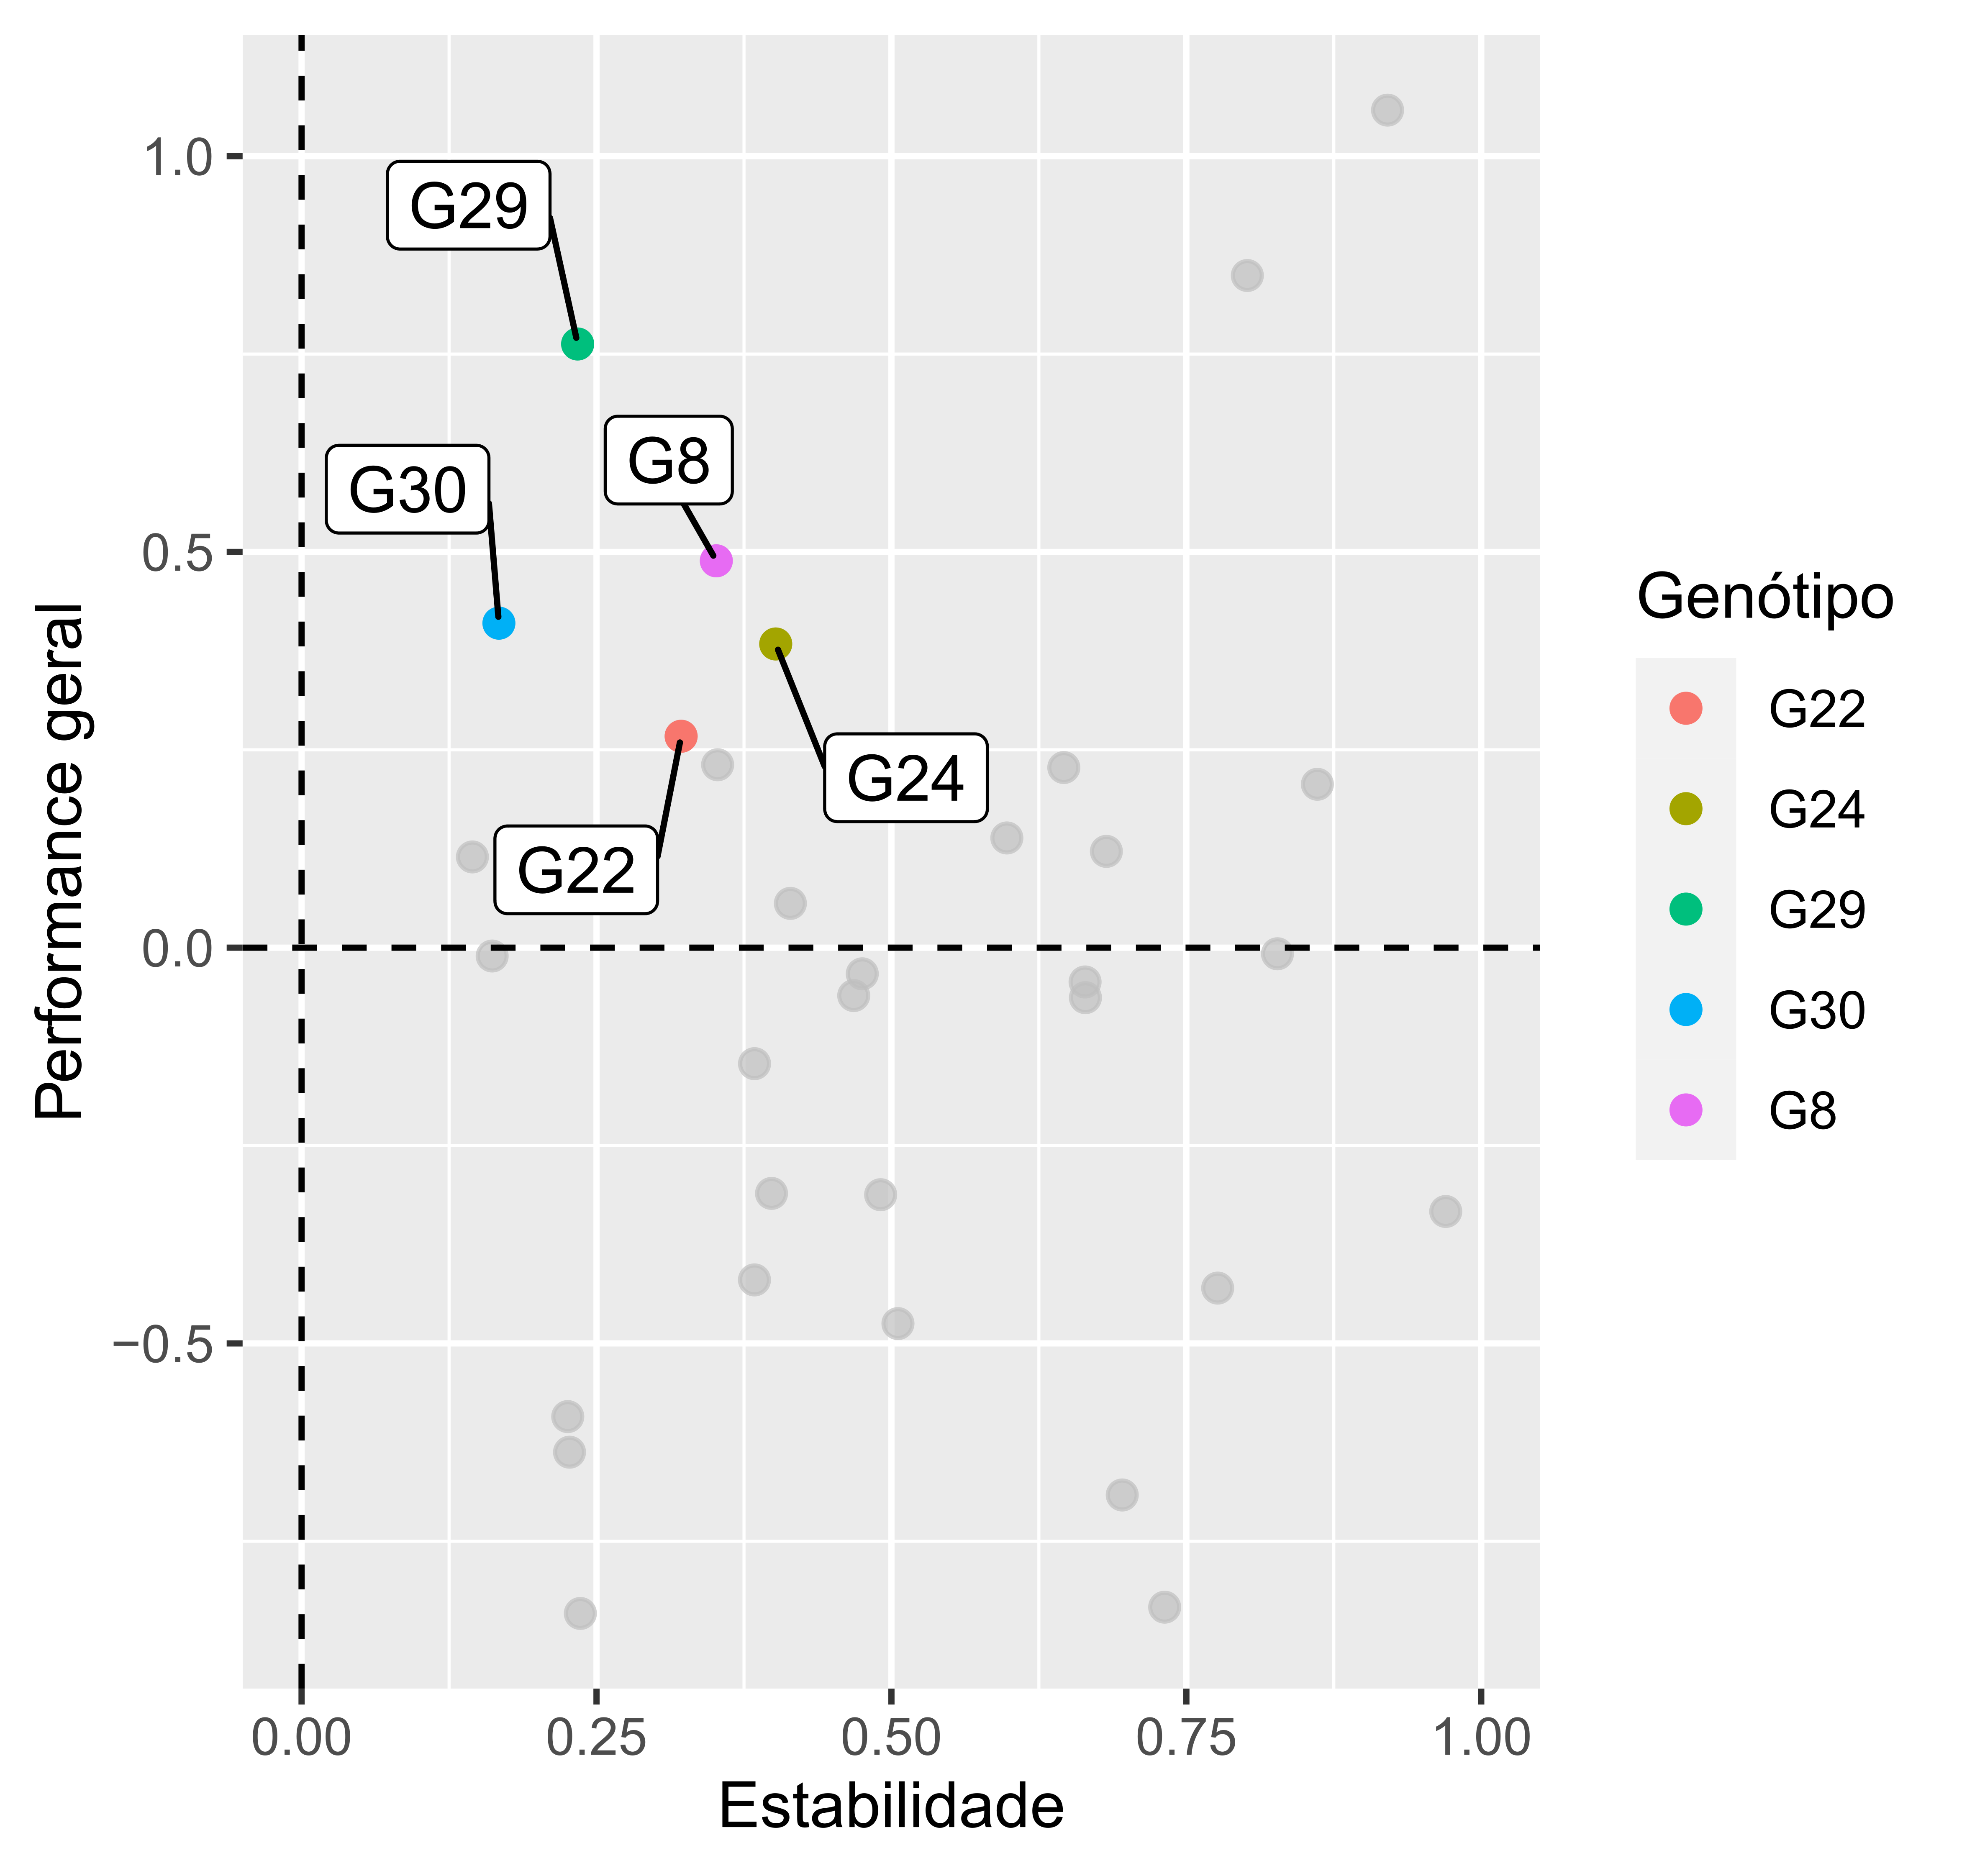 Performance geral
1.0
0.5
0.0
−0.5
G29
G30
G8
G24
G22
0.00 0.25 0.50 0.75 1.00
Estabilidade
Genótipo
G22
G24
G29
G30
G8